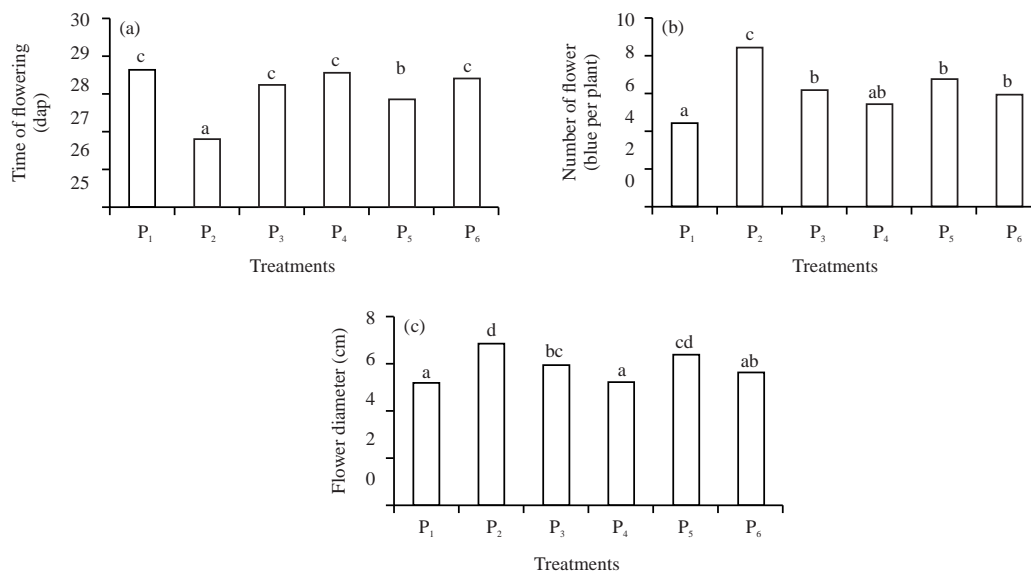 (a)
Time of flowering
(dap)
30
29
28
27
26
25
c
a
c
c
b
c
P₁ P₂ P₃ P₄ P₅ P₆
Treatments
(b)
Number of flower
(blue per plant)
10
8
6
4
2
0
a
c
b
ab
b
b
P₁ P₂ P₃ P₄ P₅ P₆
Treatments
(c)
Flower diameter (cm)
8
6
4
2
0
a
d
bc
a
cd
ab
P₁ P₂ P₃ P₄ P₅ P₆
Treatments